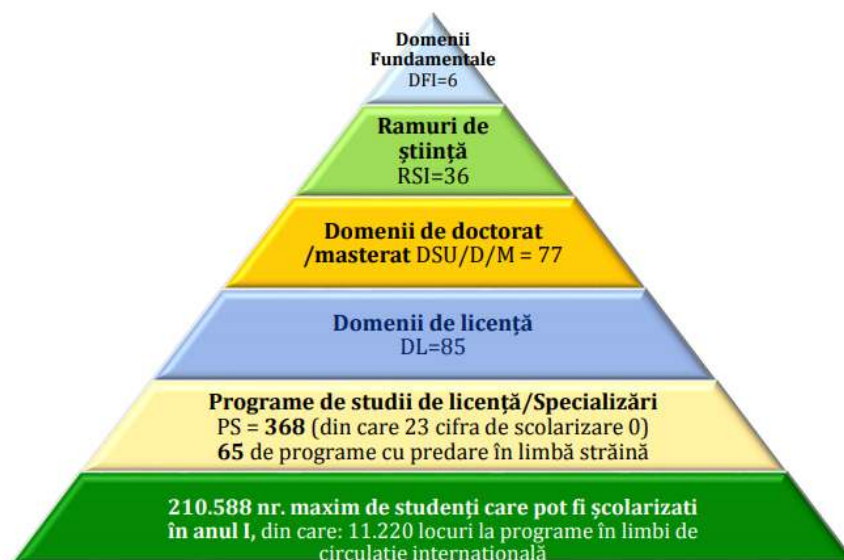 Domenii
Fundamentale
DFI=6
Ramuri de
știință
RSI=36
Domenii de doctorat
/masterat DSU/D/M = 77
Domenii de licență
DL=85
Programe de studii de licență/Specializări
PS = 368 (din care 23 cifra de scolarizare 0)
65 de programe cu predare în limbă străină
210.588 nr. maxim de studenți care pot fi școlarizati
în anul I, din care: 11.220 locuri la programe în limbi de
circulație internațională